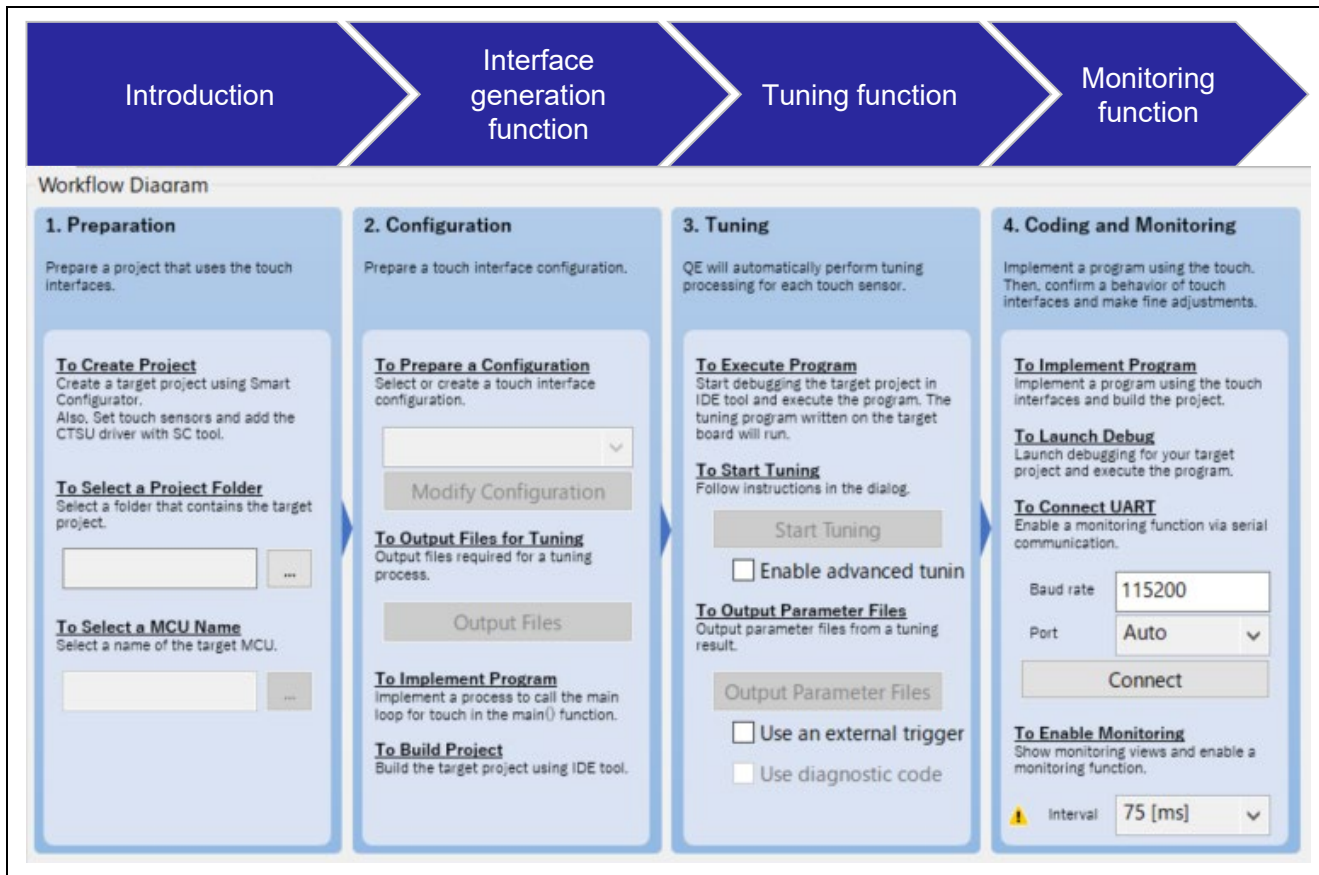 Introduction
Interface
generation
function
Tuning function
Monitoring
function
Workflow Diagram
1. Preparation
Prepare a project that uses the touch
interfaces.
To Create Project
Create a target project using Smart
Configurator.
Also, Set touch sensors and add the
CTSU driver with SC tool.
To Select a Project Folder
Select a folder that contains the target
project.
...
To Select a MCU Name
Select a name of the target MCU.
...
2. Configuration
Prepare a touch interface configuration.
To Prepare a Configuration
Select or create a touch interface
configuration.
Modify Configuration
To Output Files for Tuning
Output files required for a tuning
process.
Output Files
To Implement Program
Implement a process to call the main
loop for touch in the main() function.
To Build Project
Build the target project using IDE tool.
3. Tuning
QE will automatically perform tuning
processing for each touch sensor.
To Execute Program
Start debugging the target project in
IDE tool and execute the program. The
tuning program written on the target
board will run.
To Start Tuning
Follow instructions in the dialog.
Start Tuning
Enable advanced tunin
To Output Parameter Files
Output parameter files from a tuning
result.
Output Parameter Files
Use an external trigger
Use diagnostic code
4. Coding and Monitoring
Implement a program using the touch.
Then, confirm a behavior of touch
interfaces and make fine adjustments.
To Implement Program
Implement a program using the touch
interfaces and build the project.
To Launch Debug
Launch debugging for your target
project and execute the program.
To Connect UART
Enable a monitoring function via serial
communication.
Baud rate 115200
Port Auto
Connect
To Enable Monitoring
Show monitoring views and enable a
monitoring function.
Interval 75 [ms]